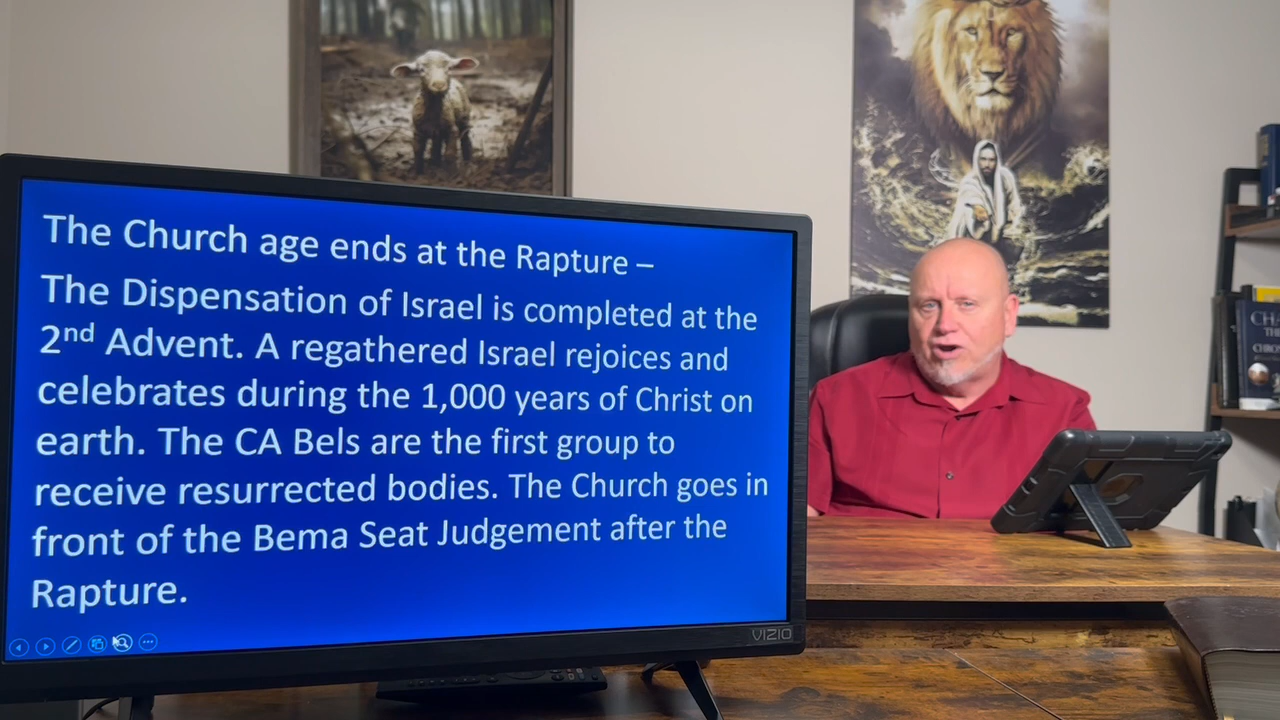 The Church age ends at the Rapture –
The Dispensation of Israel is completed at the
2nd Advent. A regathered Israel rejoices and
celebrates during the 1,000 years of Christ on
earth. The CA Bels are the first group to
receive resurrected bodies. The Church goes in
front of the Bema Seat Judgement after the
Rapture.
VIZIO